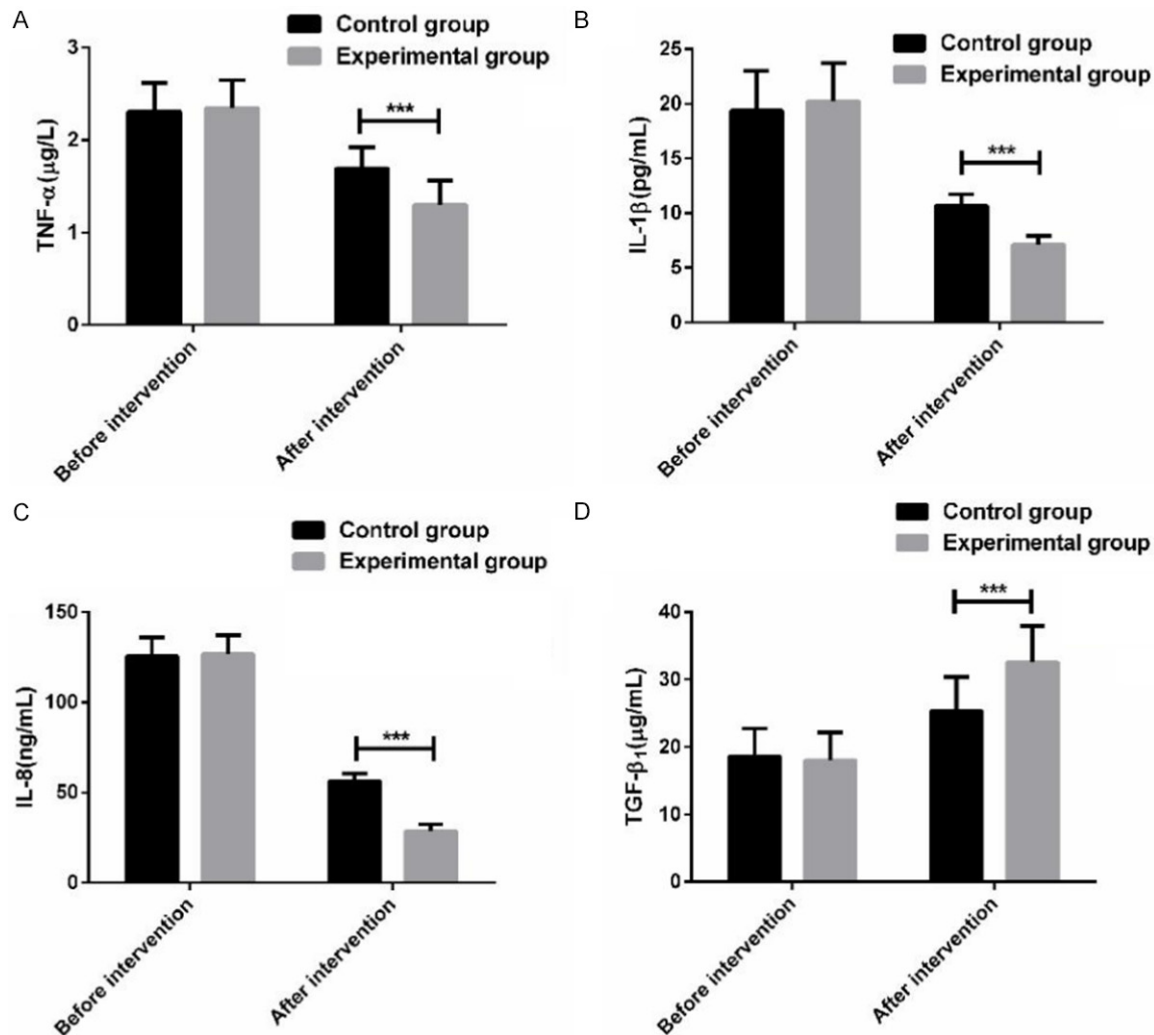 A
Control group
Experimental group
TNF-α(μg/L)
3
2
1
0
***
Before intervention
After intervention
B
Control group
Experimental group
IL-1β(pg/mL)
25
20
15
10
5
0
***
Before intervention
After intervention
C
Control group
Experimental group
IL-8(ng/mL)
150
100
50
0
***
Before intervention
After intervention
D
Control group
Experimental group
TGF-β₁(μg/mL)
40
30
20
10
0
***
Before intervention
After intervention